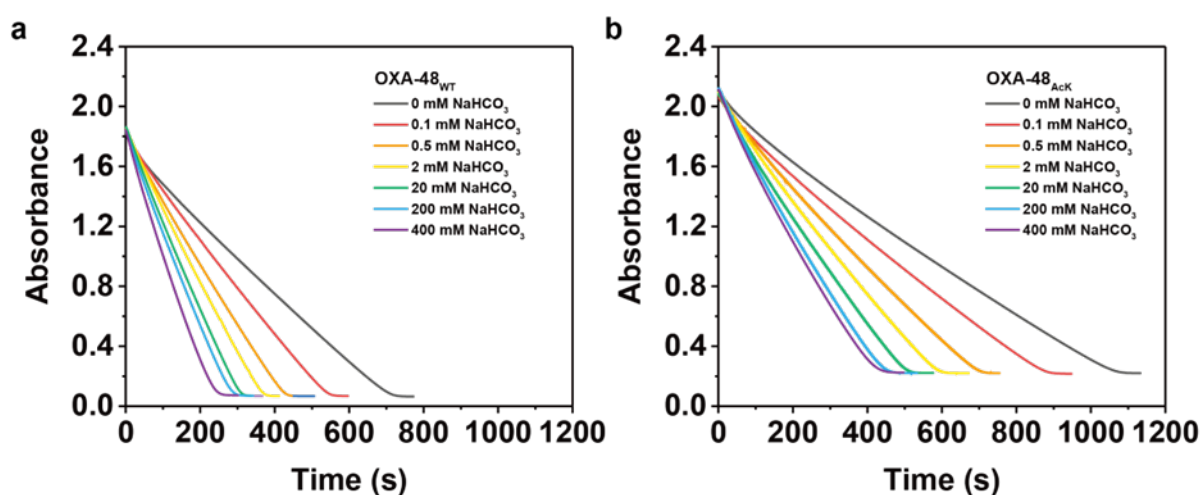 a
2.4
2.0
1.6
1.2
0.8
0.4
0.0
Absorbance
0 200 400 600 800 1000 1200
Time (s)
OXA-48WT
0 mM NaHCO3
0.1 mM NaHCO3
0.5 mM NaHCO3
2 mM NaHCO3
20 mM NaHCO3
200 mM NaHCO3
400 mM NaHCO3
b
2.4
2.0
1.6
1.2
0.8
0.4
0.0
Absorbance
0 200 400 600 800 1000 1200
Time (s)
OXA-48AcK
0 mM NaHCO3
0.1 mM NaHCO3
0.5 mM NaHCO3
2 mM NaHCO3
20 mM NaHCO3
200 mM NaHCO3
400 mM NaHCO3